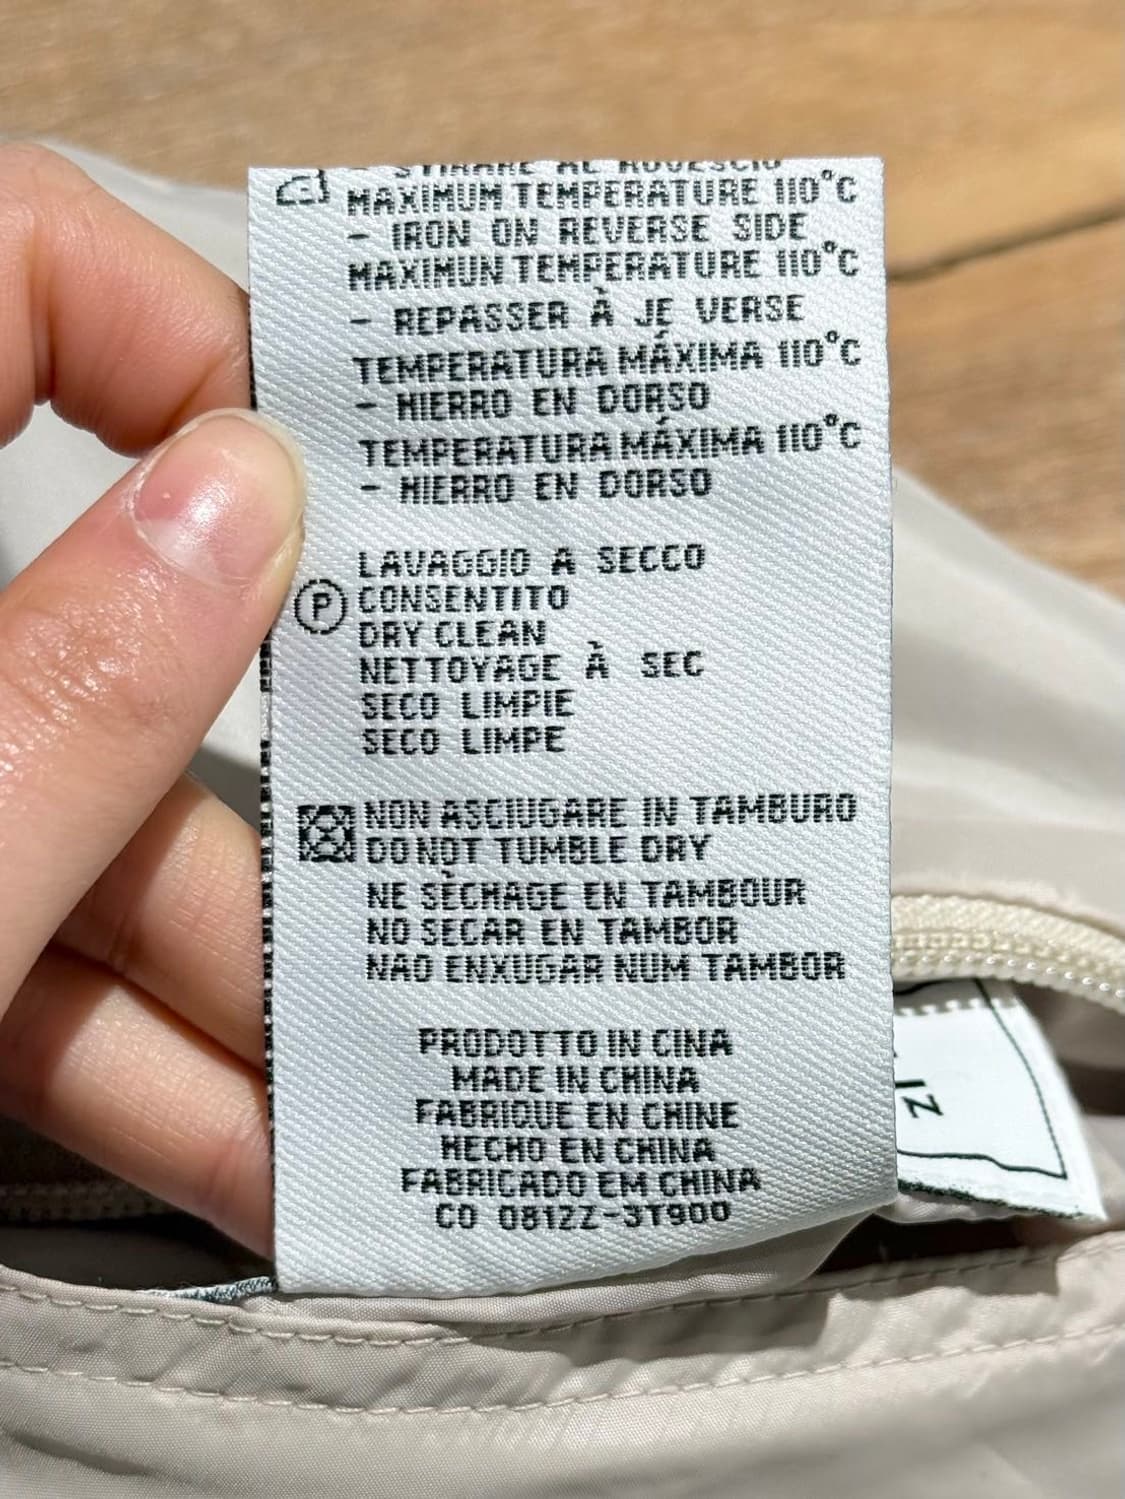 - STIRARE AL ROVESCIO
MAXIMUM TEMPERATURE 110°C
- IRON ON REVERSE SIDE
MAXIMUN TEMPERATURE 110°C
- REPASSER À JE VERSE
TEMPERATURA MÁXIMA 110°C
- HIERRO EN DORSO
TEMPERATURA MÁXIMA 110°C
- HIERRO EN DORSO
LAVAGGIO A SECCO
P CONSENTITO
DRY CLEAN
NETTOYAGE À SEC
SECO LIMPIE
SECO LIMPE
NON ASCIUGARE IN TAMBURO
DO NOT TUMBLE DRY
NE SÈCHAGE EN TAMBOUR
NO SECAR EN TAMBOR
NAO ENXUGAR NUM TAMBOR
PRODOTTO IN CINA
MADE IN CHINA
FABRIQUE EN CHINE
HECHO EN CHINA
FABRICADO EM CHINA
CO 0812Z-3T900